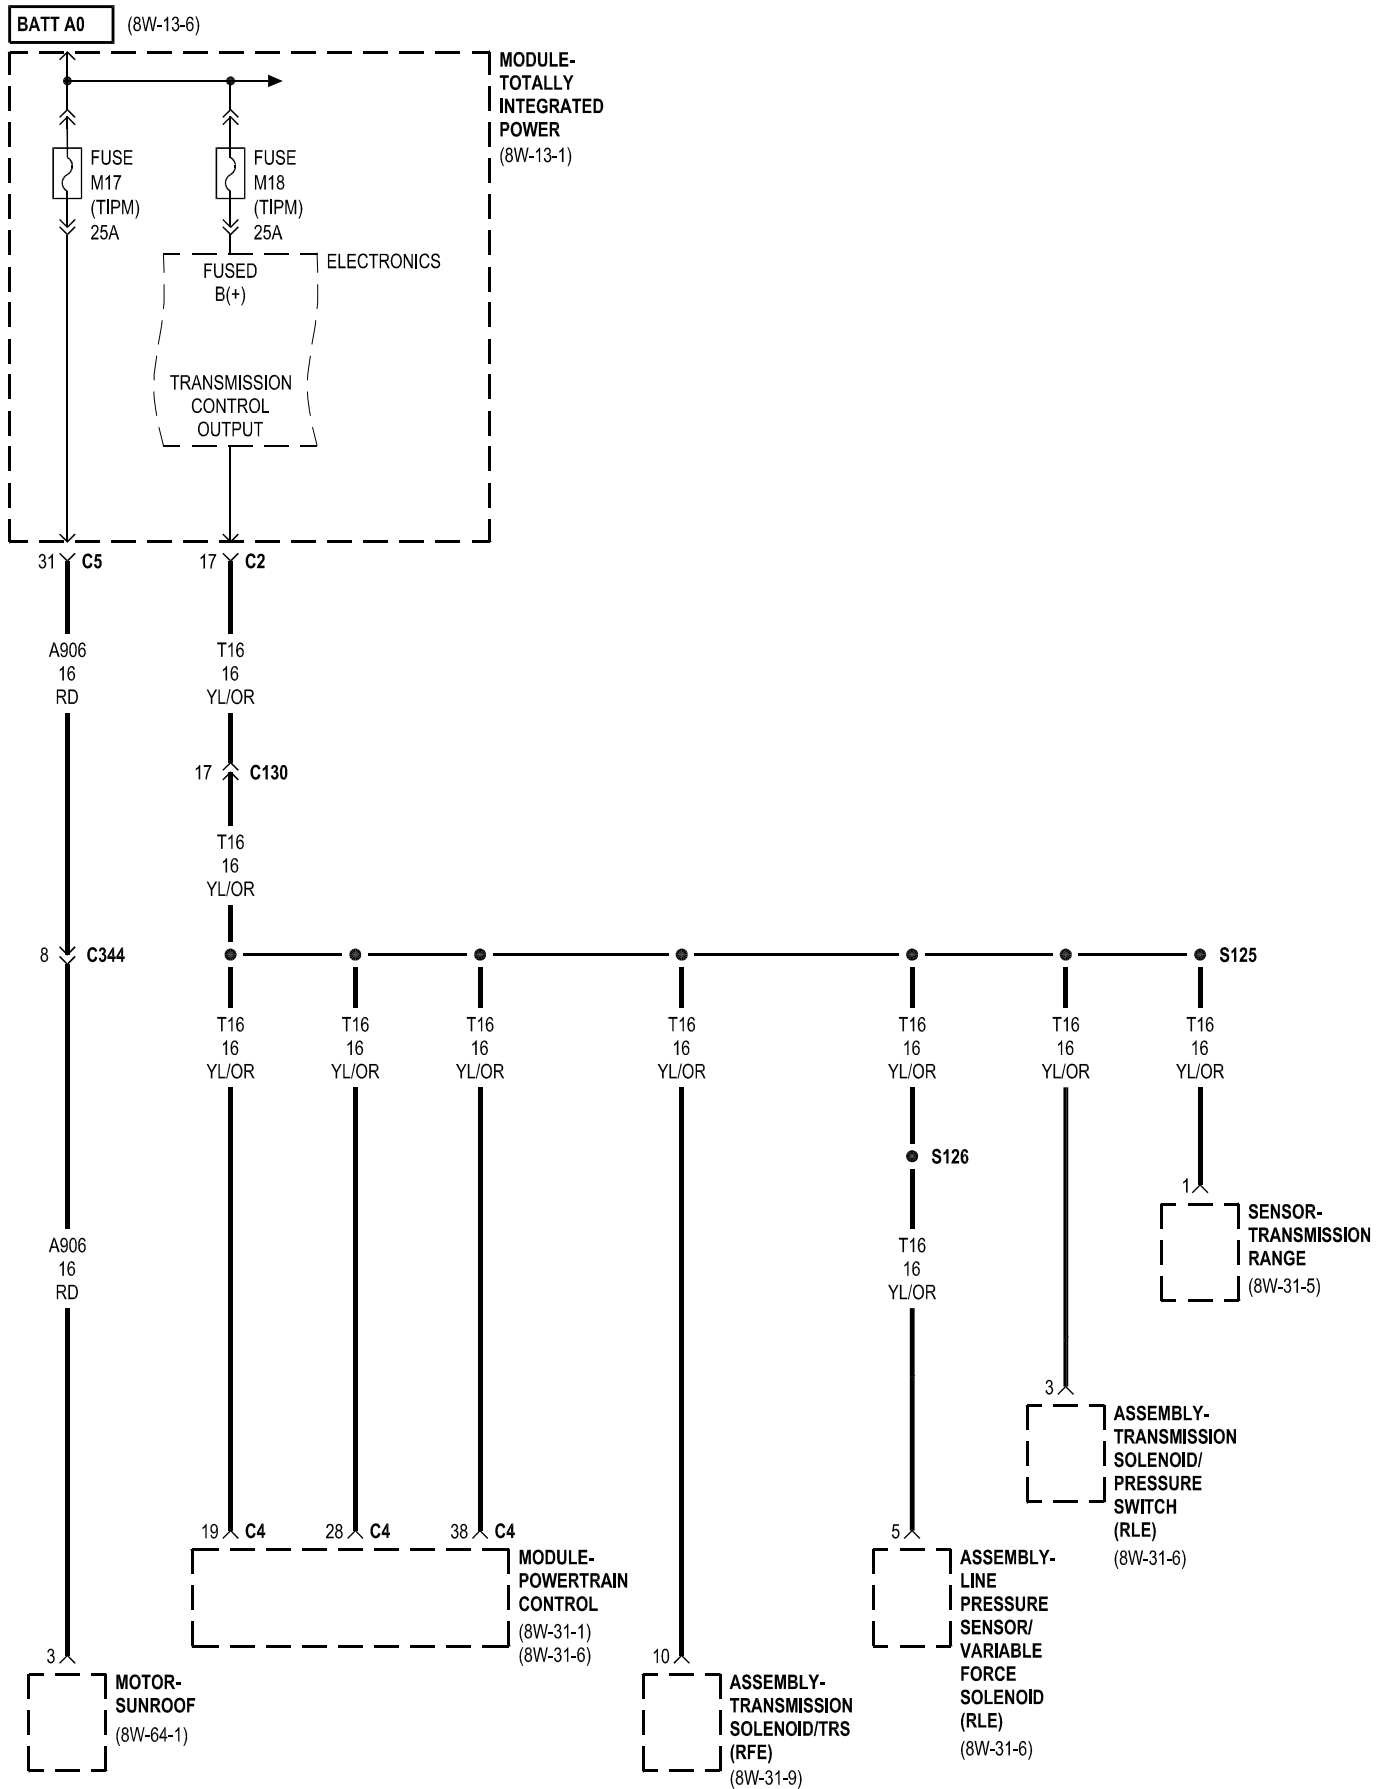 BATT A0 (8W-13-6)
MODULE-
TOTALLY
INTEGRATED
POWER
(8W-13-1)
FUSE
M17
(TIPM)
25A
FUSE
M18
(TIPM)
25A
ELECTRONICS
FUSED
B(+)
TRANSMISSION
CONTROL
OUTPUT
31 C5
17 C2
A906
16
RD
T16
16
YL/OR
17 C130
T16
16
YL/OR
8 C344
S125
T16
16
YL/OR
T16
16
YL/OR
T16
16
YL/OR
T16
16
YL/OR
T16
16
YL/OR
T16
16
YL/OR
T16
16
YL/OR
S126
1
SENSOR-
TRANSMISSION
RANGE
(8W-31-5)
A906
16
RD
T16
16
YL/OR
3
ASSEMBLY-
TRANSMISSION
SOLENOID/
PRESSURE
SWITCH
(RLE)
(8W-31-6)
19 C4
28 C4
38 C4
MODULE-
POWERTRAIN
CONTROL
(8W-31-1)
(8W-31-6)
5
ASSEMBLY-
LINE
PRESSURE
SENSOR/
VARIABLE
FORCE
SOLENOID
(RLE)
(8W-31-6)
3
MOTOR-
SUNROOF
(8W-64-1)
10
ASSEMBLY-
TRANSMISSION
SOLENOID/TRS
(RFE)
(8W-31-9)